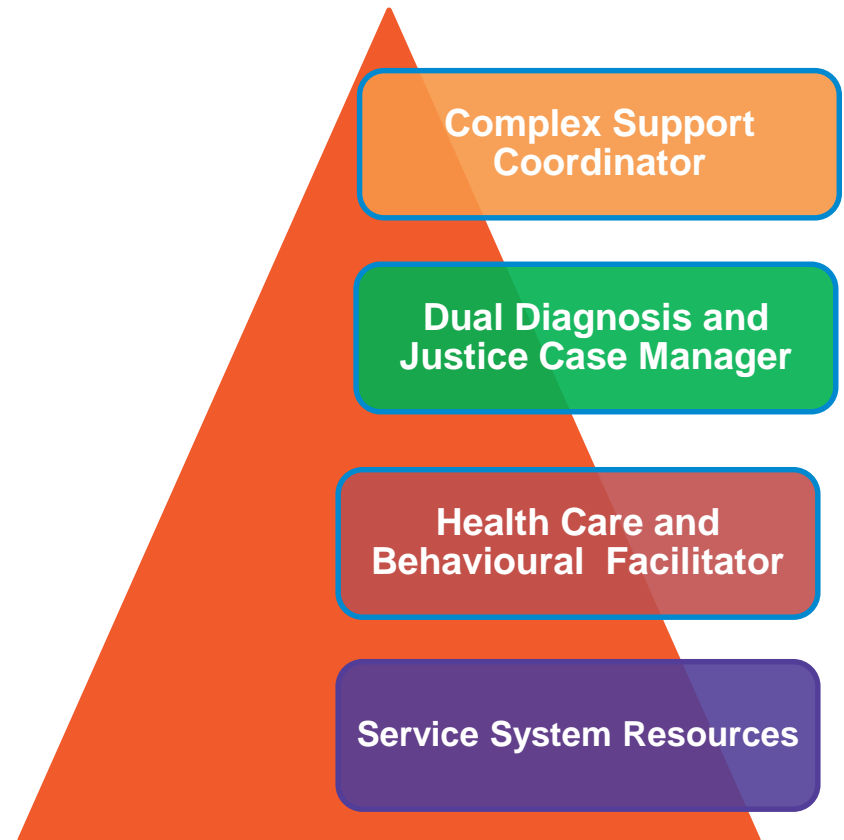 Complex Support
Coordinator
Dual Diagnosis and
Justice Case Manager
Health Care and
Behavioural  Facilitator
Service System Resources